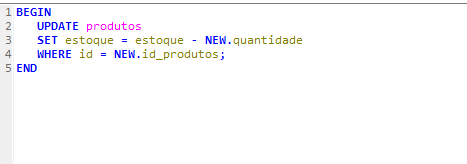 1 BEGIN
2 UPDATE produtos
3 SET estoque = estoque - NEW.quantidade
4 WHERE id = NEW.id_produtos;
5 END